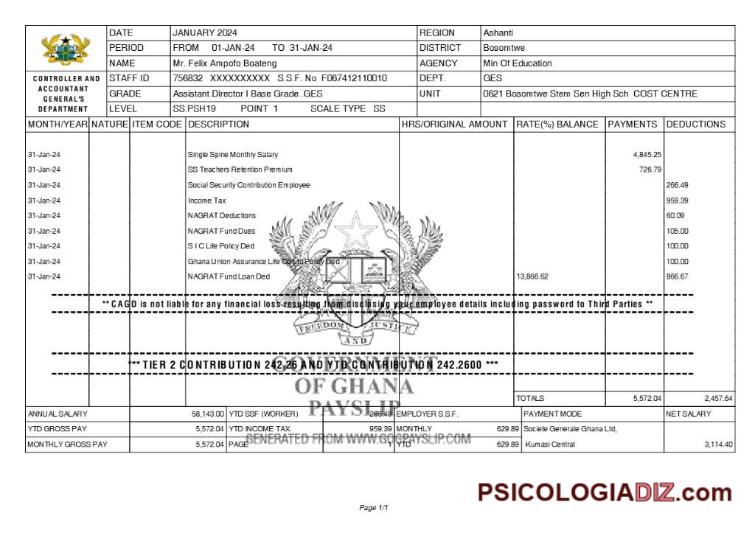 DATE JANUARY 2024 REGION Ashanti
PERIOD FROM 01-JAN-24 TO 31-JAN-24 DISTRICT Bosomtwe
NAME Mr. Felix Ampofo Boateng AGENCY Min Of Education
CONTROLLER AND ACCOUNTANT GENERAL'S DEPARTMENT
STAFF ID 756832 XXXXXXXXXX S.S.F. No F067412110010 DEPT. GES
GRADE Assistant Director I Base Grade .GES UNIT 0621 Bosomtwe Stem Sen High Sch COST CENTRE
LEVEL SS.PSH19 POINT 1 SCALE TYPE SS
MONTH/YEAR NATURE ITEM CODE DESCRIPTION HRS/ORIGINAL AMOUNT RATE(%) BALANCE PAYMENTS DEDUCTIONS
31-Jan-24 Single Spine Monthly Salary 4,845.25
31-Jan-24 SS Teachers Retention Premium 726.79
31-Jan-24 Social Security Contribution Employee 266.49
31-Jan-24 Income Tax 959.39
31-Jan-24 NAGRAT Deductions 60.09
31-Jan-24 NAGRAT Fund Dues 105.00
31-Jan-24 S I C Life Policy Ded 100.00
31-Jan-24 Ghana Union Assurance Life Policy Ded 100.00
31-Jan-24 NAGRAT Fund Loan Ded 13,866.62 866.67
** CAGD is not liable for any financial loss resulting from disclosing your employee details including password to Third Parties **
FREEDOM AND JUSTICE
*** TIER 2 CONTRIBUTION 242.26 AND YTD CONTRIBUTION 242.2600 ***
GOVERNMENT
OF GHANA
PAYSLIP
TOTALS 5,572.04 2,457.64
ANNUAL SALARY 58,143.00 YTD SSF (WORKER) 266.49 EMPLOYER S.S.F. PAYMENT MODE NET SALARY
YTD GROSS PAY 5,572.04 YTD INCOME TAX 959.39 MONTHLY 629.89 Societe Generale Ghana Ltd,
MONTHLY GROSS PAY 5,572.04 PAGE YTD 629.89 Kumasi Central 3,114.40
GENERATED FROM WWW.GOGPAYSLIP.COM
PSICOLOGIADIZ.com
Page 1/1